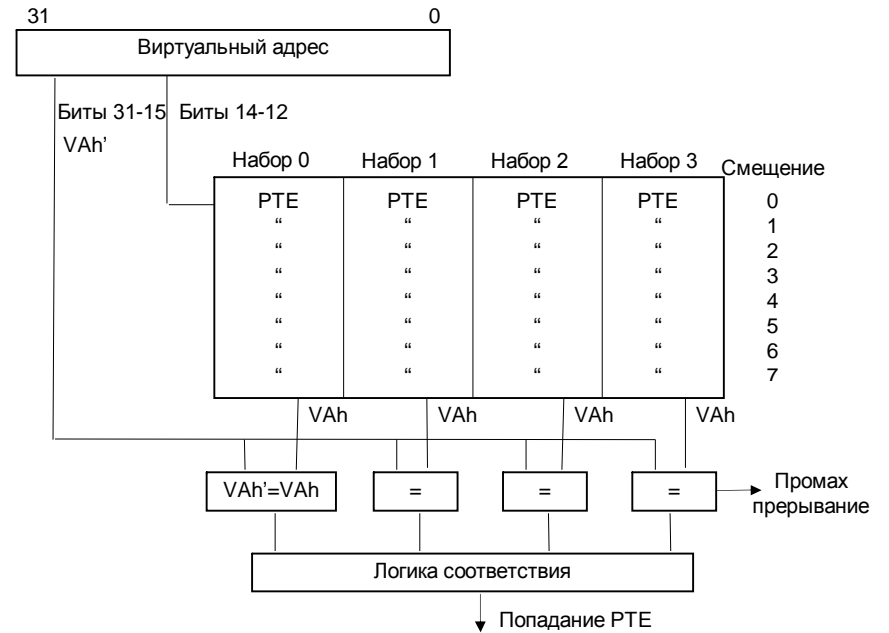 31 0
Виртуальный адрес
Биты 31-15 Биты 14-12
VAh’
Набор 0 Набор 1 Набор 2 Набор 3 Смещение
PTE PTE PTE PTE 0
“ “ “ “ 1
“ “ “ “ 2
“ “ “ “ 3
“ “ “ “ 4
“ “ “ “ 5
“ “ “ “ 6
“ “ “ “ 7
VAh VAh VAh VAh
VAh’=VAh = = = Промах
прерывание
Логика соответствия
Попадание PTE